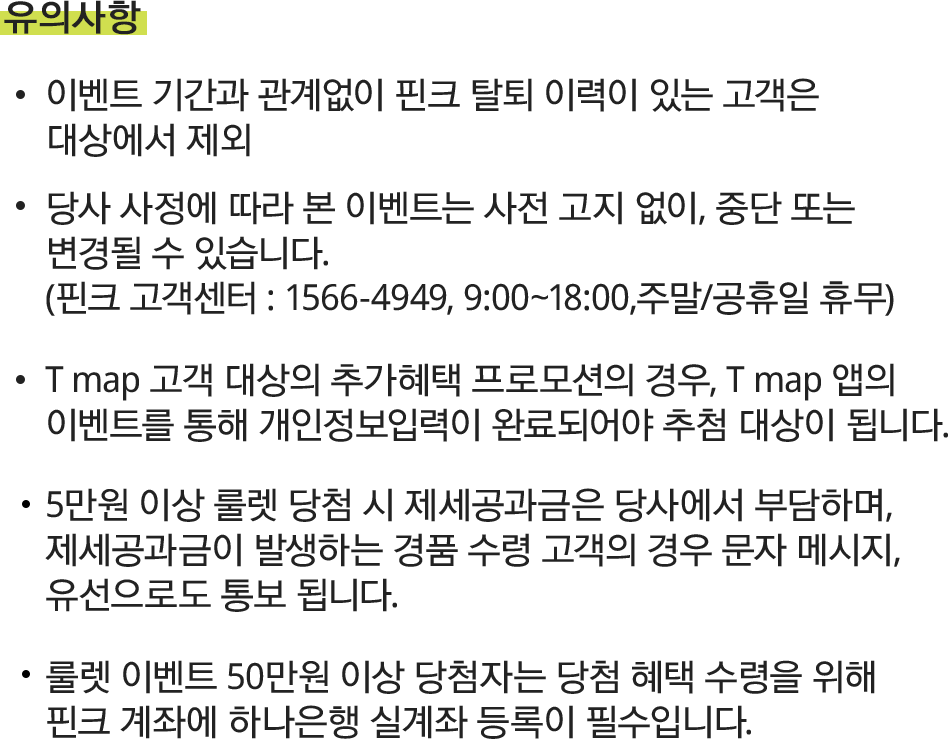 유의사항
• 이벤트 기간과 관계없이 핀크 탈퇴 이력이 있는 고객은
대상에서 제외
• 당사 사정에 따라 본 이벤트는 사전 고지 없이, 중단 또는
변경될 수 있습니다.
(핀크 고객센터 : 1566-4949, 9:00~18:00,주말/공휴일 휴무)
• T map 고객 대상의 추가혜택 프로모션의 경우, T map 앱의
이벤트를 통해 개인정보입력이 완료되어야 추첨 대상이 됩니다.
• 5만원 이상 룰렛 당첨 시 제세공과금은 당사에서 부담하며,
제세공과금이 발생하는 경품 수령 고객의 경우 문자 메시지,
유선으로도 통보 됩니다.
• 룰렛 이벤트 50만원 이상 당첨자는 당첨 혜택 수령을 위해
핀크 계좌에 하나은행 실계좌 등록이 필수입니다.